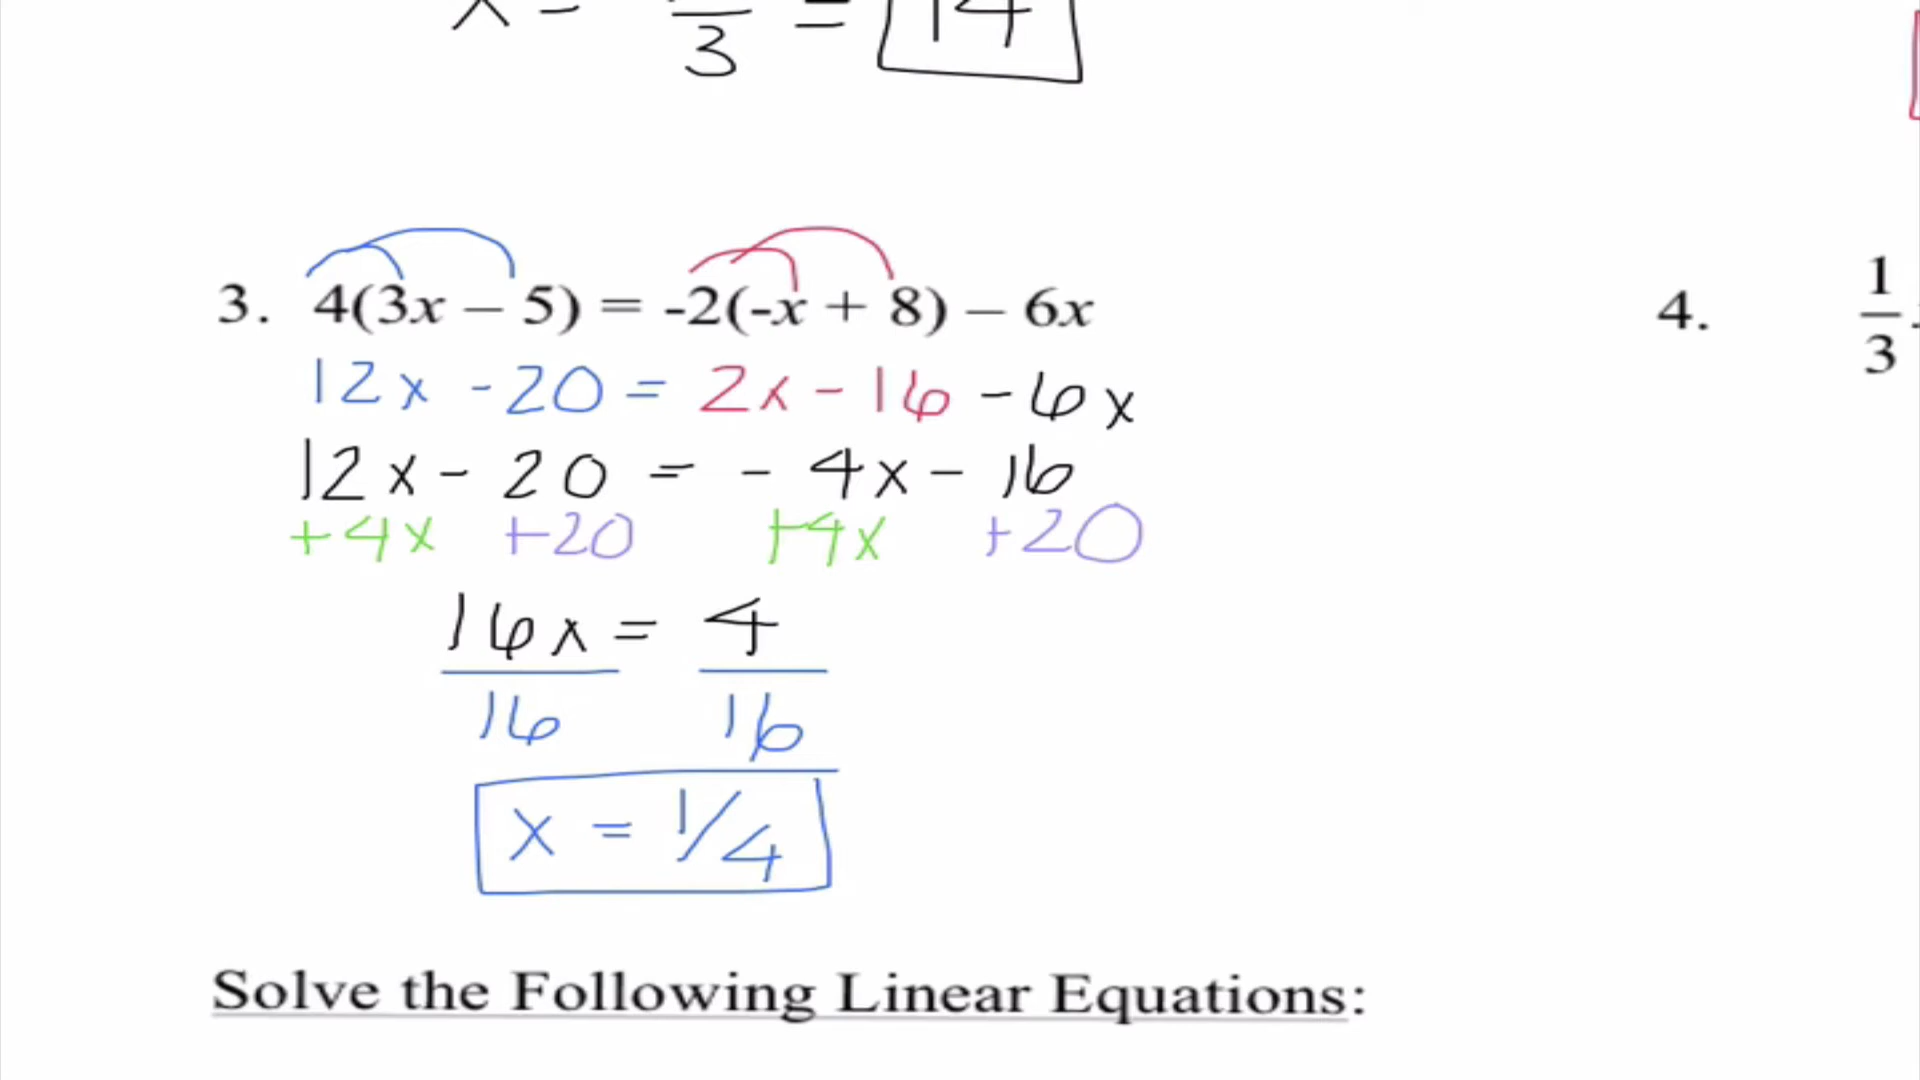 x = /3 = 14
3. 4(3x – 5) = -2(-x + 8) – 6x
12x - 20 = 2x - 16 - 6x
12x - 20 = - 4x - 16
+4x +20 +4x +20
16x = 4
16 16
x = 1/4
4. 1/3
Solve the Following Linear Equations: